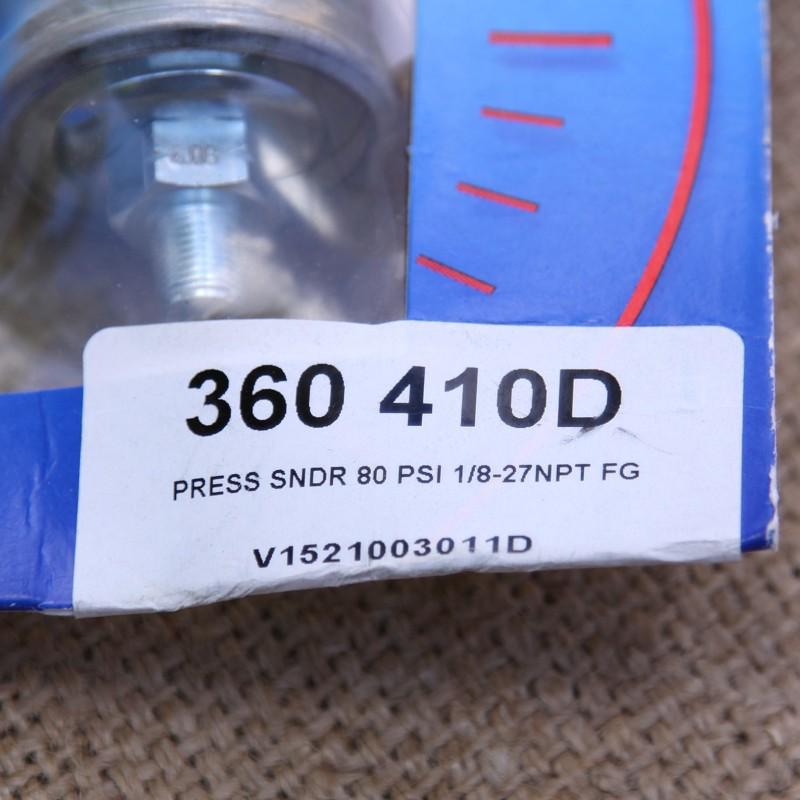 360 410D
PRESS SNDR 80 PSI 1/8-27NPT FG
V1521003011D